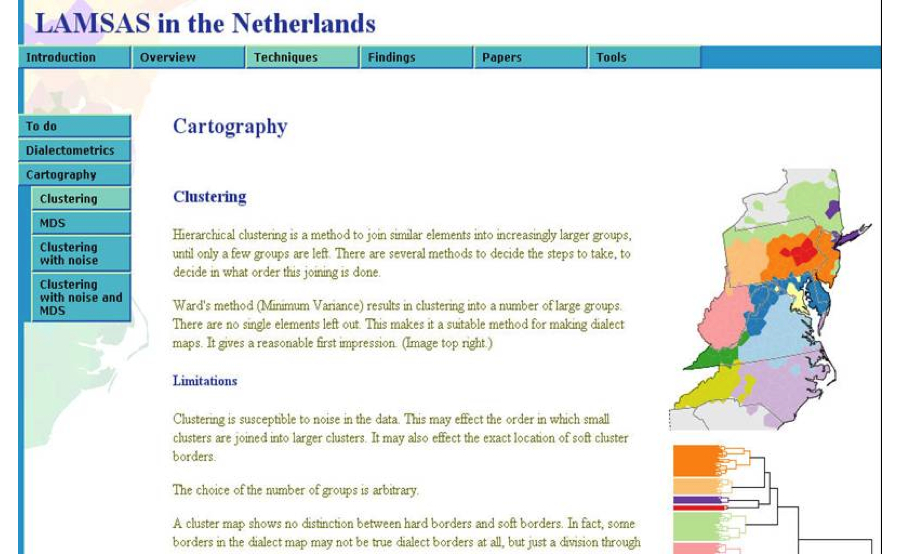 LAMSAS in the Netherlands
Introduction
Overview
Techniques
Findings
Papers
Tools
To do
Dialectometrics
Cartography
Clustering
MDS
Clustering
with noise
Clustering
with noise and
MDS
Cartography
Clustering
Hierarchical clustering is a method to join similar elements into increasingly larger groups,
until only a few groups are left. There are several methods to decide the steps to take, to
decide in what order this joining is done.
Ward's method (Minimum Variance) results in clustering into a number of large groups.
There are no single elements left out. This makes it a suitable method for making dialect
maps. It gives a reasonable first impression. (Image top right.)
Limitations
Clustering is susceptible to noise in the data. This may effect the order in which small
clusters are joined into larger clusters. It may also effect the exact location of soft cluster
borders.
The choice of the number of groups is arbitrary.
A cluster map shows no distinction between hard borders and soft borders. In fact, some
borders in the dialect map may not be true dialect borders at all, but just a division through